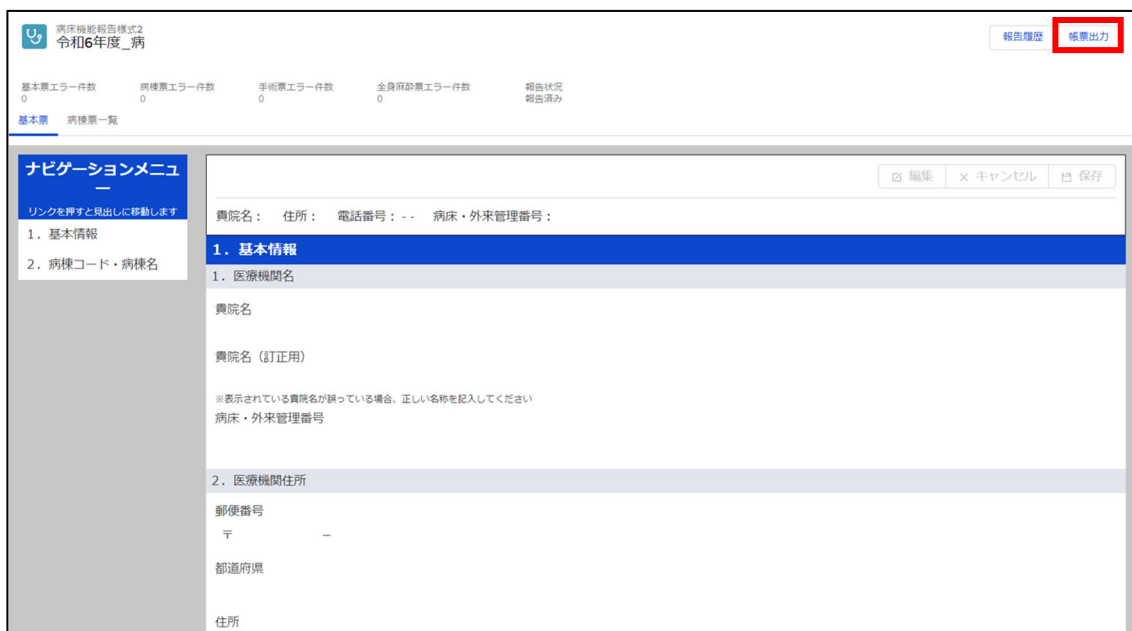 病床機能報告様式2
令和6年度_病
報告履歴 帳票出力
基本票エラー件数 病棟票エラー件数 手術票エラー件数 全身麻酔票エラー件数 報告状況
0 0 0 0 報告済み
基本票 病棟票一覧
ナビゲーションメニュ
ー
リンクを押すと見出しに移動します
1. 基本情報
2. 病棟コード・病棟名
編集 × キャンセル 保存
貴院名: 住所: 電話番号:-- 病床・外来管理番号:
1. 基本情報
1. 医療機関名
貴院名
貴院名(訂正用)
※表示されている貴院名が誤っている場合、正しい名称を記入してください
病床・外来管理番号
2. 医療機関住所
郵便番号
〒 −
都道府県
住所